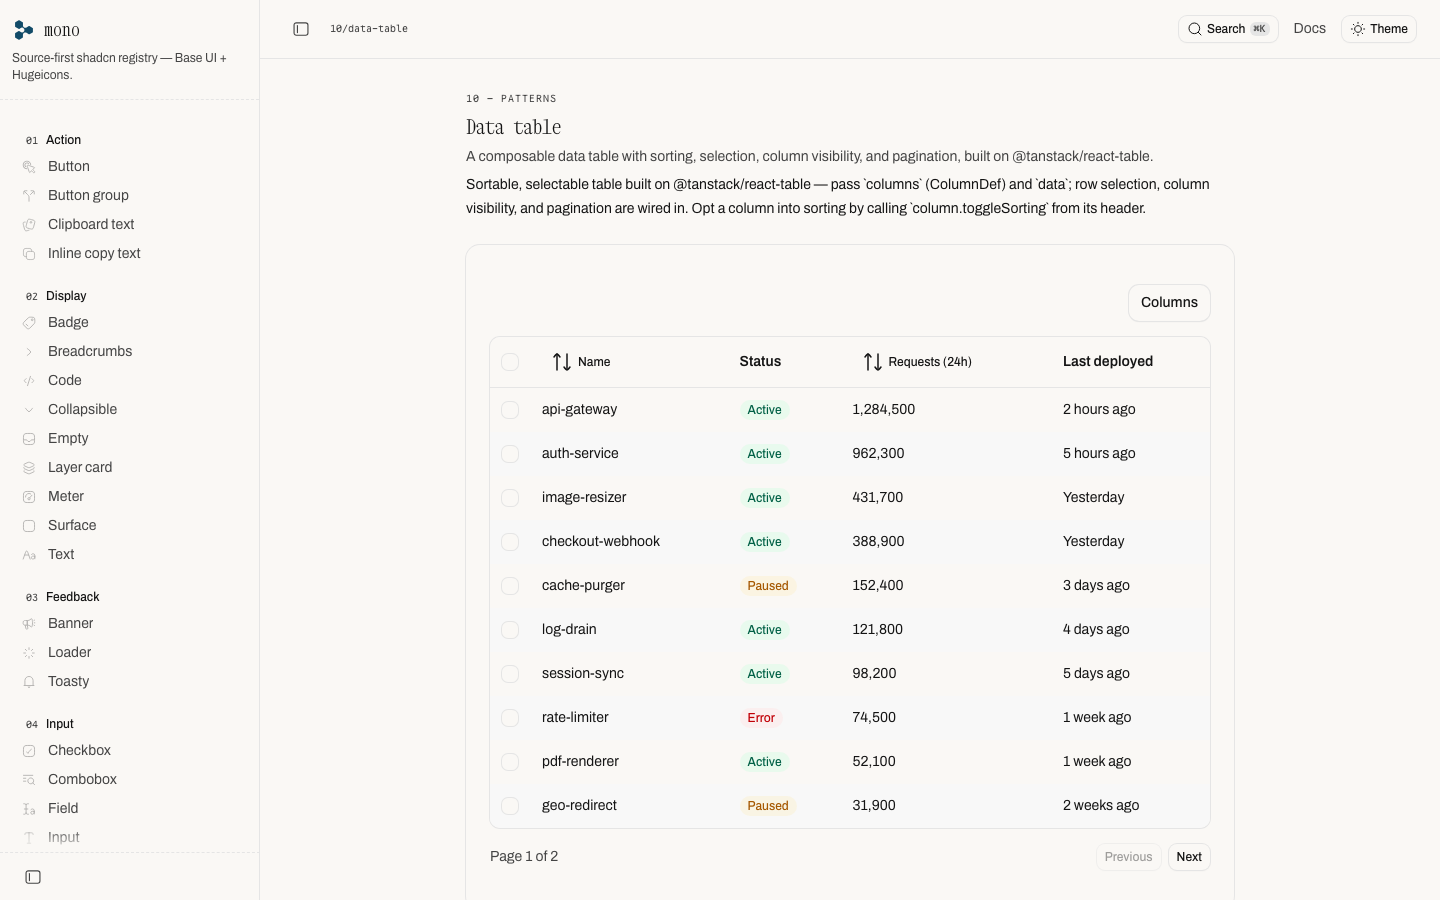 mono
Source-first shadcn registry — Base UI +
Hugeicons.
01 Action
Button
Button group
Clipboard text
Inline copy text
02 Display
Badge
Breadcrumbs
Code
Collapsible
Empty
Layer card
Meter
Surface
Text
03 Feedback
Banner
Loader
Toasty
04 Input
Checkbox
Combobox
Field
Input
10/data-table
Search ⌘K
Docs
Theme
10 — PATTERNS
Data table
A composable data table with sorting, selection, column visibility, and pagination, built on @tanstack/react-table.
Sortable, selectable table built on @tanstack/react-table — pass `columns` (ColumnDef) and `data`; row selection, column
visibility, and pagination are wired in. Opt a column into sorting by calling `column.toggleSorting` from its header.
Columns
Name Status Requests (24h) Last deployed
api-gateway Active 1,284,500 2 hours ago
auth-service Active 962,300 5 hours ago
image-resizer Active 431,700 Yesterday
checkout-webhook Active 388,900 Yesterday
cache-purger Paused 152,400 3 days ago
log-drain Active 121,800 4 days ago
session-sync Active 98,200 5 days ago
rate-limiter Error 74,500 1 week ago
pdf-renderer Active 52,100 1 week ago
geo-redirect Paused 31,900 2 weeks ago
Page 1 of 2
Previous
Next